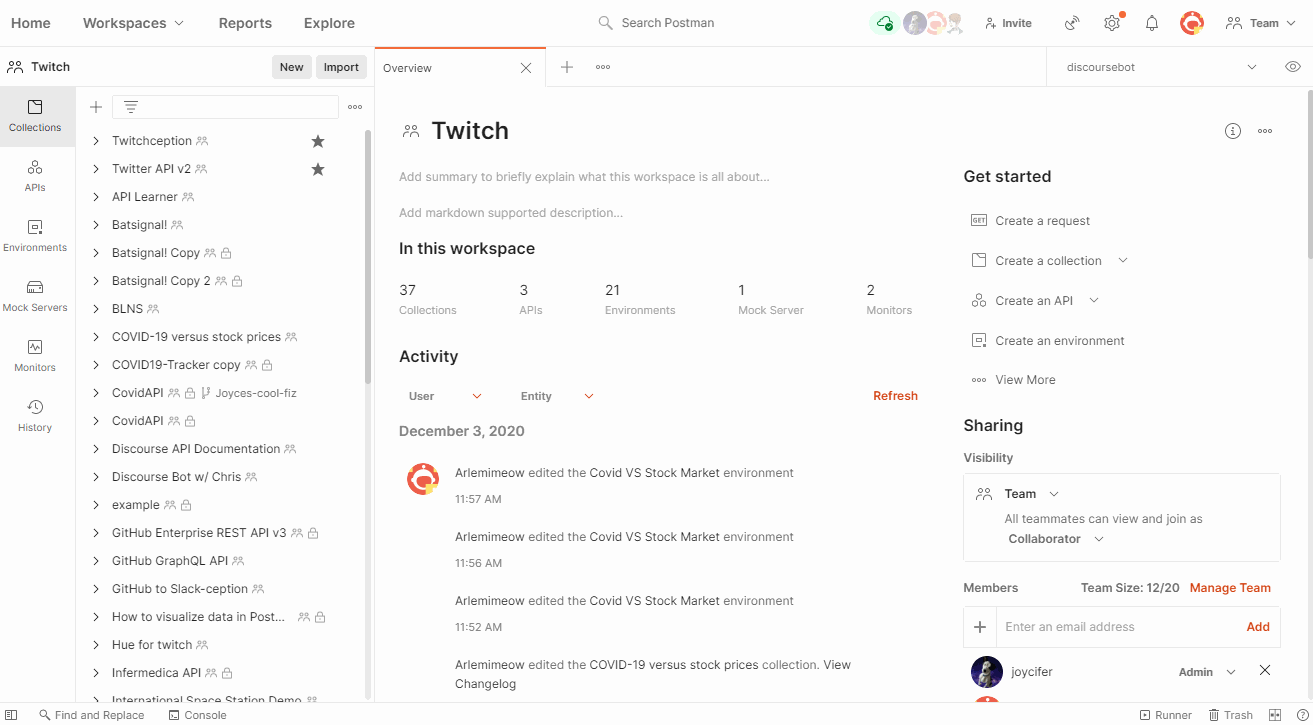 Home Workspaces Reports Explore Search Postman Invite Team
Twitch New Import Overview discoursebot
Collections
APIs
Environments
Mock Servers
Monitors
History
Twitchception
Twitter API v2
API Learner
Batsignal!
Batsignal! Copy
Batsignal! Copy 2
BLNS
COVID-19 versus stock prices
COVID19-Tracker copy
CovidAPI Joyces-cool-fiz
CovidAPI
Discourse API Documentation
Discourse Bot w/ Chris
example
GitHub Enterprise REST API v3
GitHub GraphQL API
GitHub to Slack-ception
How to visualize data in Post...
Hue for twitch
Infermedica API
International Space Station Demo
Twitch
Add summary to briefly explain what this workspace is all about...
Add markdown supported description...
In this workspace
37 3 21 1 2
Collections APIs Environments Mock Server Monitors
Activity
User Entity Refresh
December 3, 2020
Arlemimeow edited the Covid VS Stock Market environment
11:57 AM
Arlemimeow edited the Covid VS Stock Market environment
11:56 AM
Arlemimeow edited the Covid VS Stock Market environment
11:52 AM
Arlemimeow edited the COVID-19 versus stock prices collection. View
Changelog
Get started
GET Create a request
Create a collection
Create an API
Create an environment
View More
Sharing
Visibility
Team
All teammates can view and join as
Collaborator
Members Team Size: 12/20 Manage Team
Enter an email address Add
joycifer Admin
Find and Replace Console Runner Trash